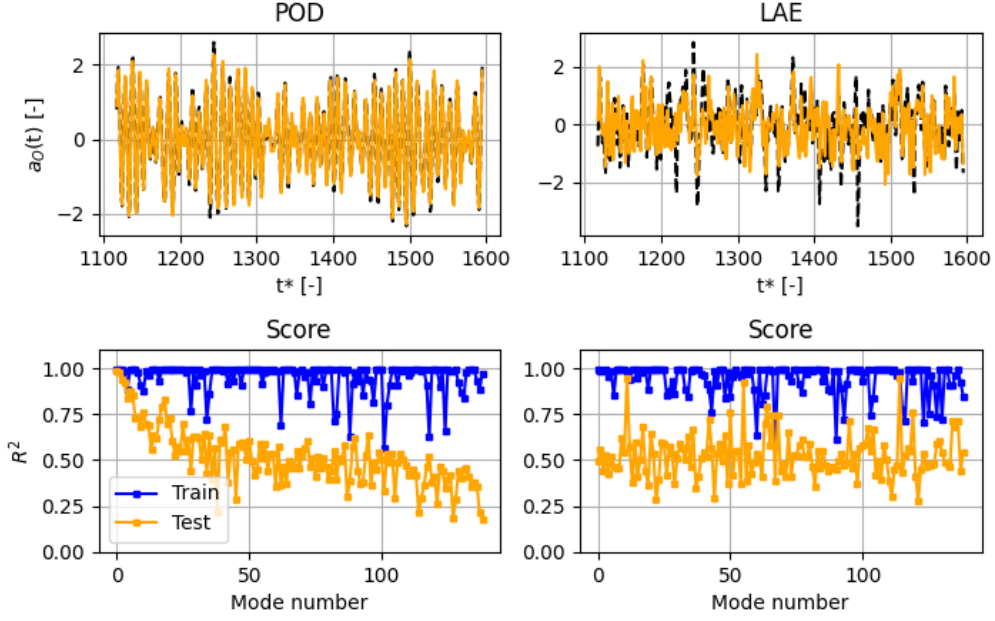 POD
LAE
a_O(t) [-]
2
0
−2
1100 1200 1300 1400 1500 1600
t* [-]
2
0
−2
1100 1200 1300 1400 1500 1600
t* [-]
Score
Score
R²
1.00
0.75
0.50
0.25
0.00
Train
Test
0 50 100
Mode number
1.00
0.75
0.50
0.25
0.00
0 50 100
Mode number